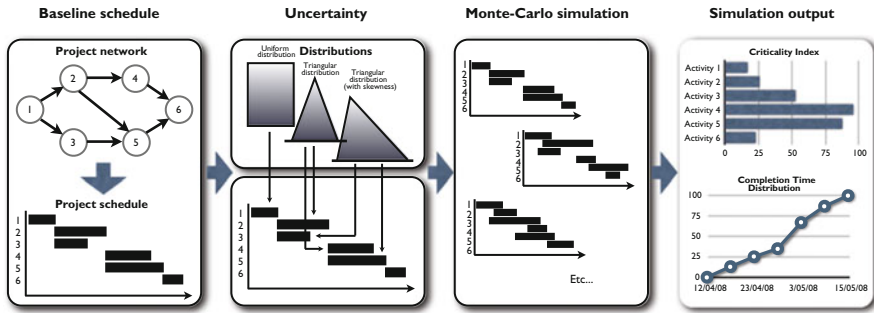 Baseline schedule
Uncertainty
Monte-Carlo simulation
Simulation output
Project network
1
2
3
4
5
6
Project schedule
1
2
3
4
5
6
Distributions
Uniform
distribution
Triangular
distribution
Triangular
distribution
(with skewness)
1
2
3
4
5
6
1
2
3
4
5
6
1
2
3
4
5
6
1
2
3
4
5
6
Etc...
Criticality Index
Activity 1
Activity 2
Activity 3
Activity 4
Activity 5
Activity 6
0 25 50 75 100
Completion Time
Distribution
100
75
50
25
0
12/04/08 23/04/08 3/05/08 15/05/08